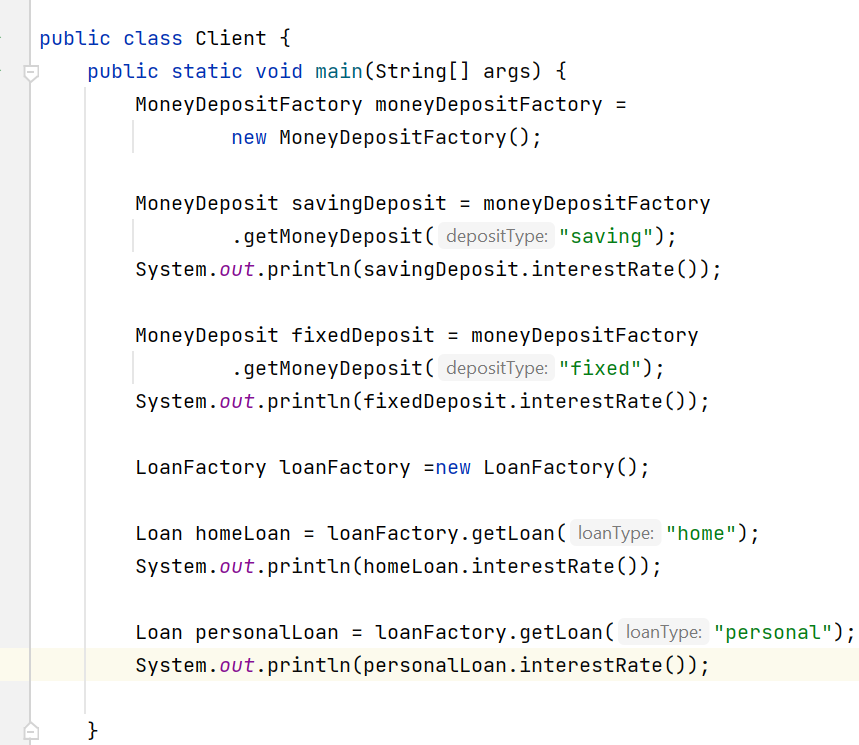 public class Client {
public static void main(String[] args) {
MoneyDepositFactory moneyDepositFactory =
new MoneyDepositFactory();
MoneyDeposit savingDeposit = moneyDepositFactory
.getMoneyDeposit( depositType: "saving");
System.out.println(savingDeposit.interestRate());
MoneyDeposit fixedDeposit = moneyDepositFactory
.getMoneyDeposit( depositType: "fixed");
System.out.println(fixedDeposit.interestRate());
LoanFactory loanFactory =new LoanFactory();
Loan homeLoan = loanFactory.getLoan( loanType: "home");
System.out.println(homeLoan.interestRate());
Loan personalLoan = loanFactory.getLoan( loanType: "personal");
System.out.println(personalLoan.interestRate());
}